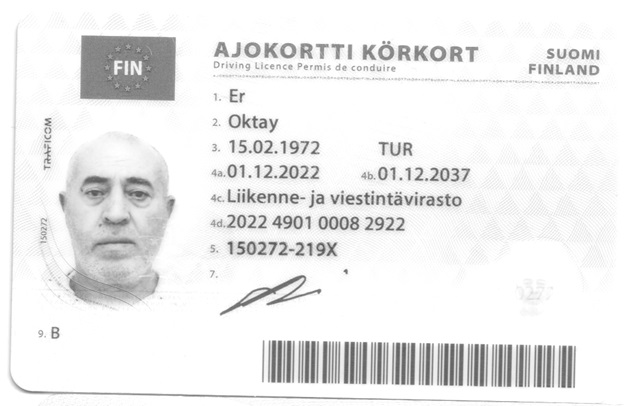 FIN
AJOKORTTI KÖRKORT
Driving Licence Permis de conduire
SUOMI
FINLAND
1. Er
2. Oktay
3. 15.02.1972 TUR
4a. 01.12.2022 4b. 01.12.2037
4c. Liikenne- ja viestintävirasto
4d. 2022 4901 0008 2922
5. 150272-219X
7.
TRAFICOM
150272
9. B